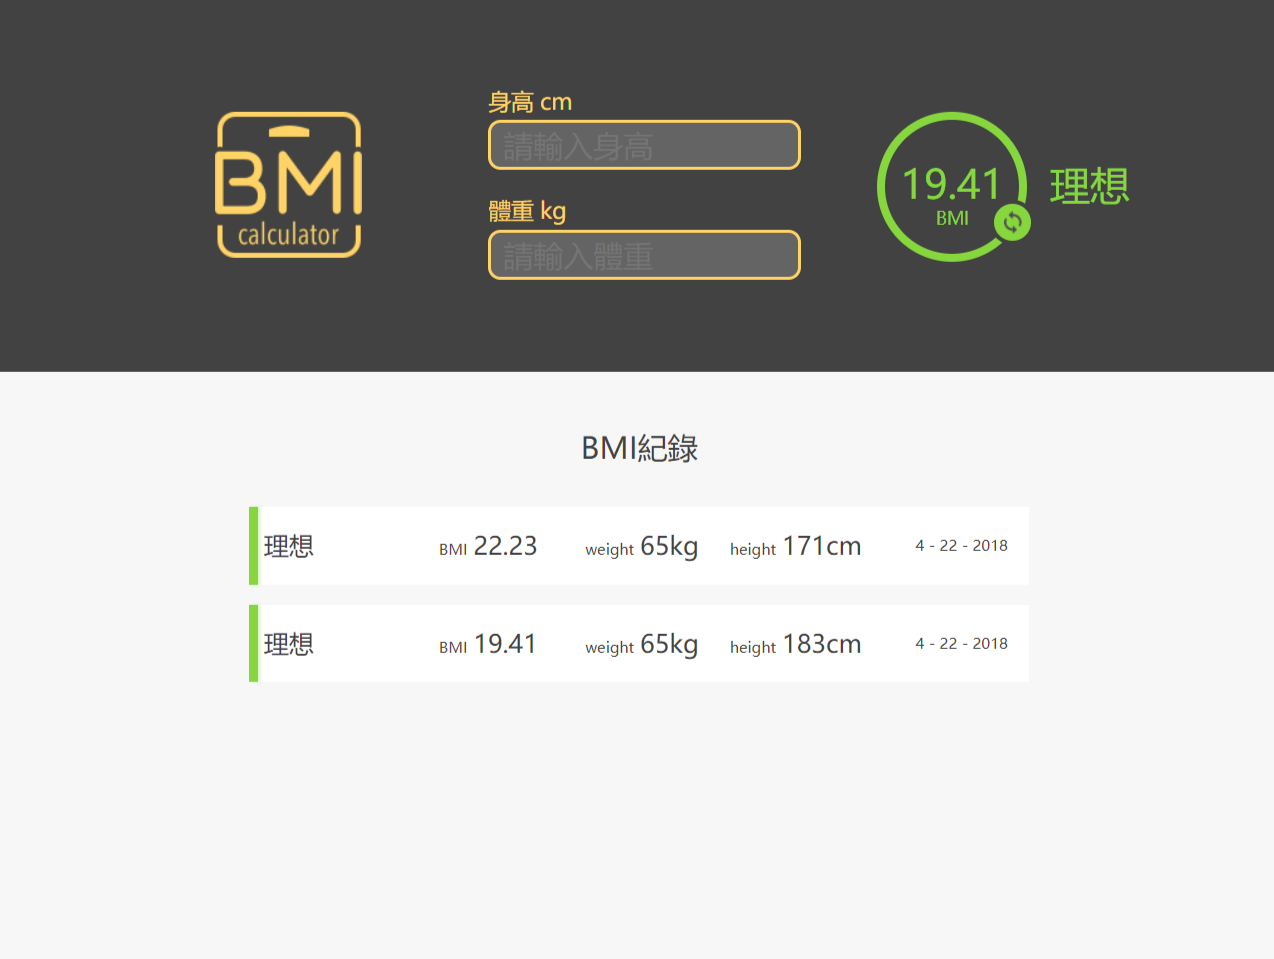 BMI
calculator
身高 cm
請輸入身高
體重 kg
請輸入體重
19.41
BMI
理想
BMI紀錄
理想 BMI 22.23 weight 65kg height 171cm 4 - 22 - 2018
理想 BMI 19.41 weight 65kg height 183cm 4 - 22 - 2018